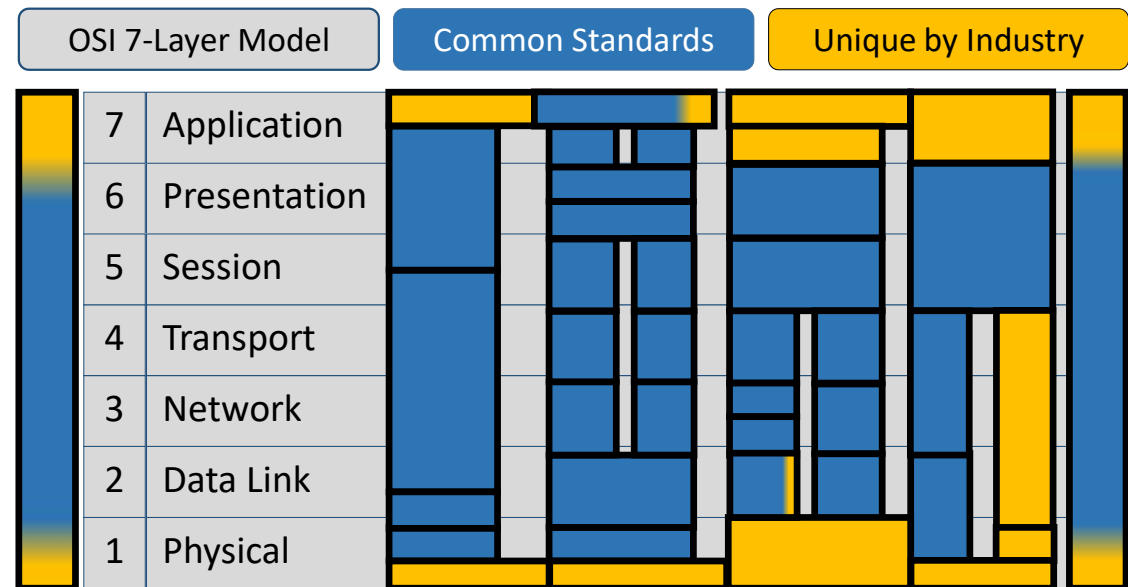 OSI 7-Layer Model
Common Standards
Unique by Industry
7 Application
6 Presentation
5 Session
4 Transport
3 Network
2 Data Link
1 Physical